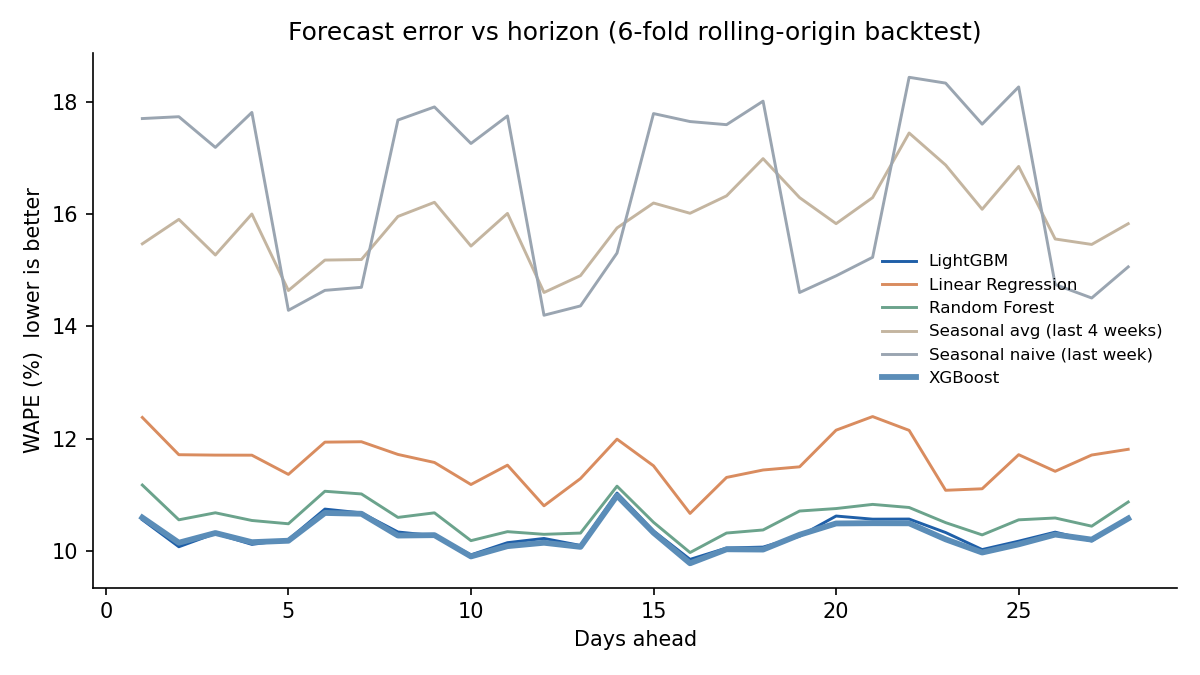 Forecast error vs horizon (6-fold rolling-origin backtest)
WAPE (%)  lower is better
18
16
14
12
10
LightGBM
Linear Regression
Random Forest
Seasonal avg (last 4 weeks)
Seasonal naive (last week)
XGBoost
0 5 10 15 20 25
Days ahead